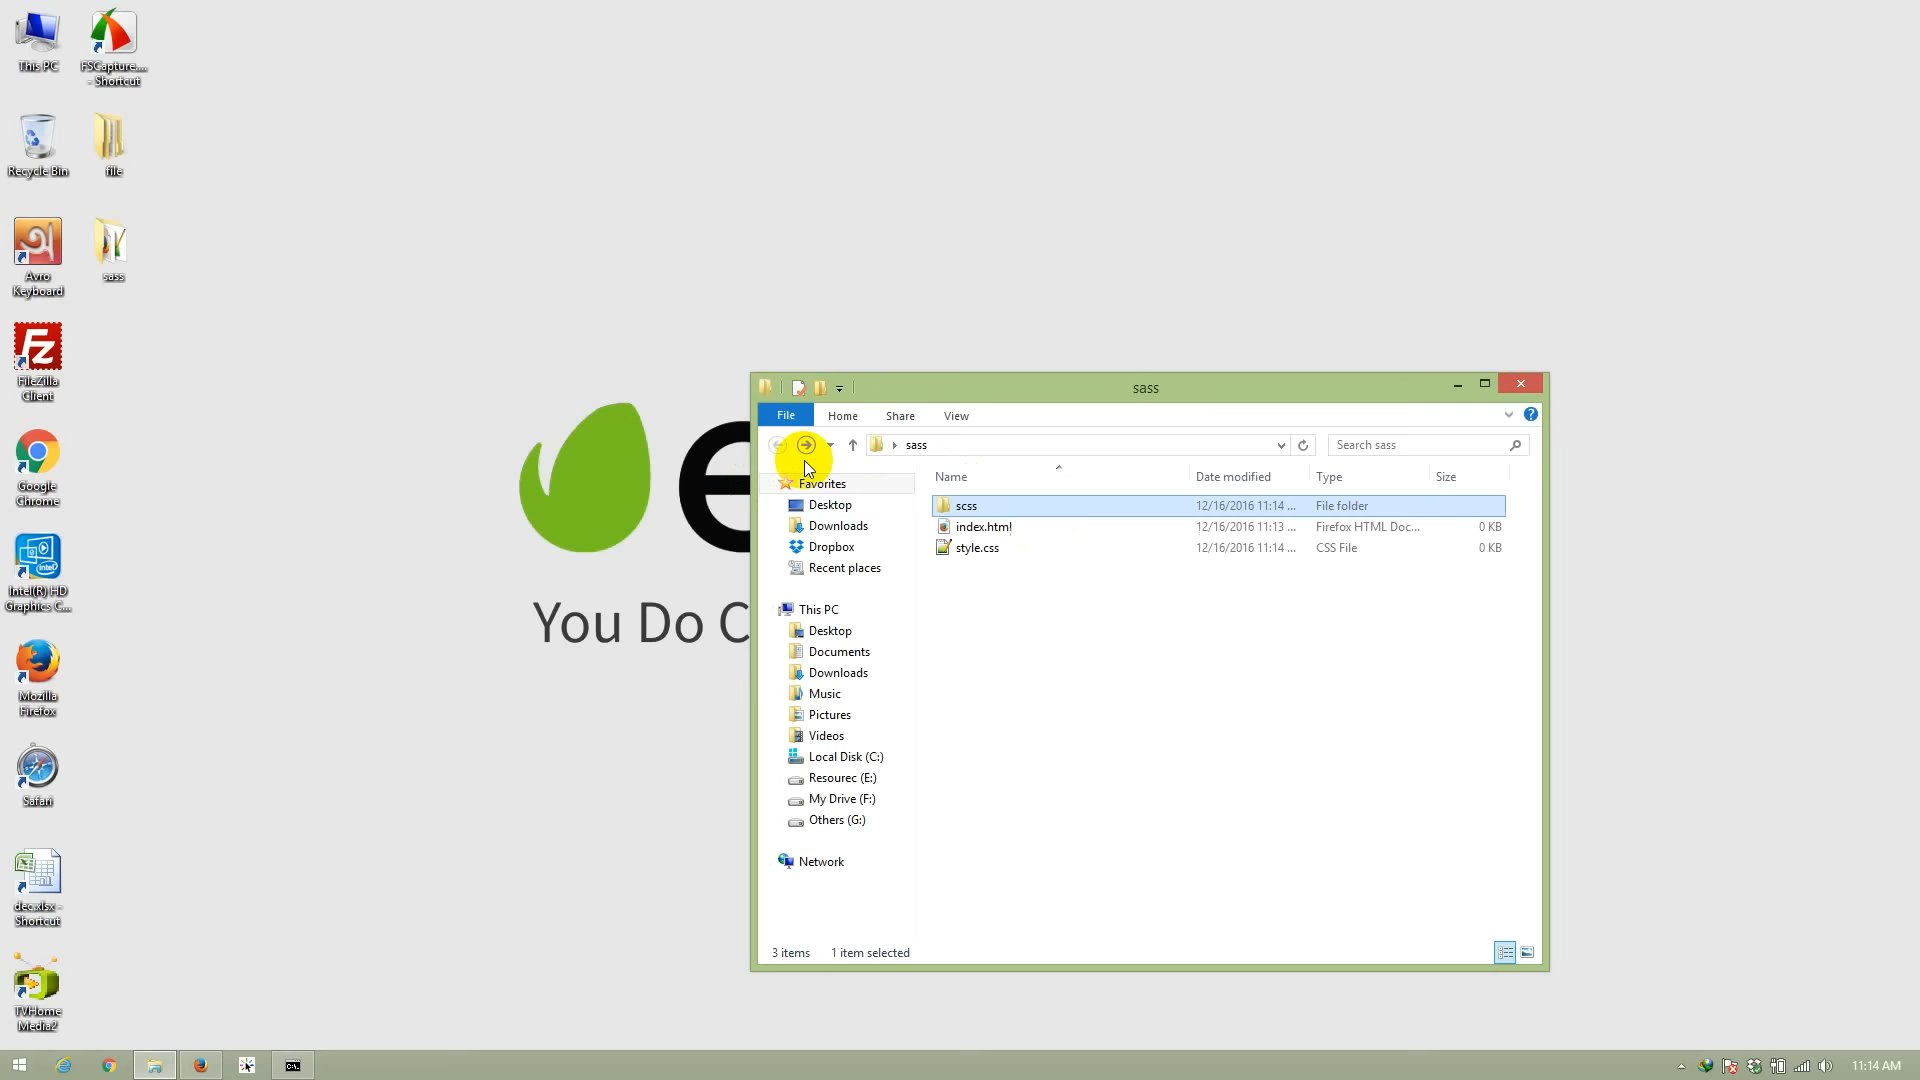 This PC
FSCapture....
- Shortcut
Recycle Bin
file
Avro
Keyboard
sass
FileZilla
Client
Google
Chrome
Intel(R) HD
Graphics C...
Mozilla
Firefox
Safari
dec.xlsx -
Shortcut
TVHome
Media2
e
You Do C
sass
File
Home
Share
View
sass
Search sass
Name
Date modified
Type
Size
scss
12/16/2016 11:14 ...
File folder
index.html
12/16/2016 11:13 ...
Firefox HTML Doc...
0 KB
style.css
12/16/2016 11:14 ...
CSS File
0 KB
Favorites
Desktop
Downloads
Dropbox
Recent places
This PC
Desktop
Documents
Downloads
Music
Pictures
Videos
Local Disk (C:)
Resourec (E:)
My Drive (F:)
Others (G:)
Network
3 items
1 item selected
11:14 AM